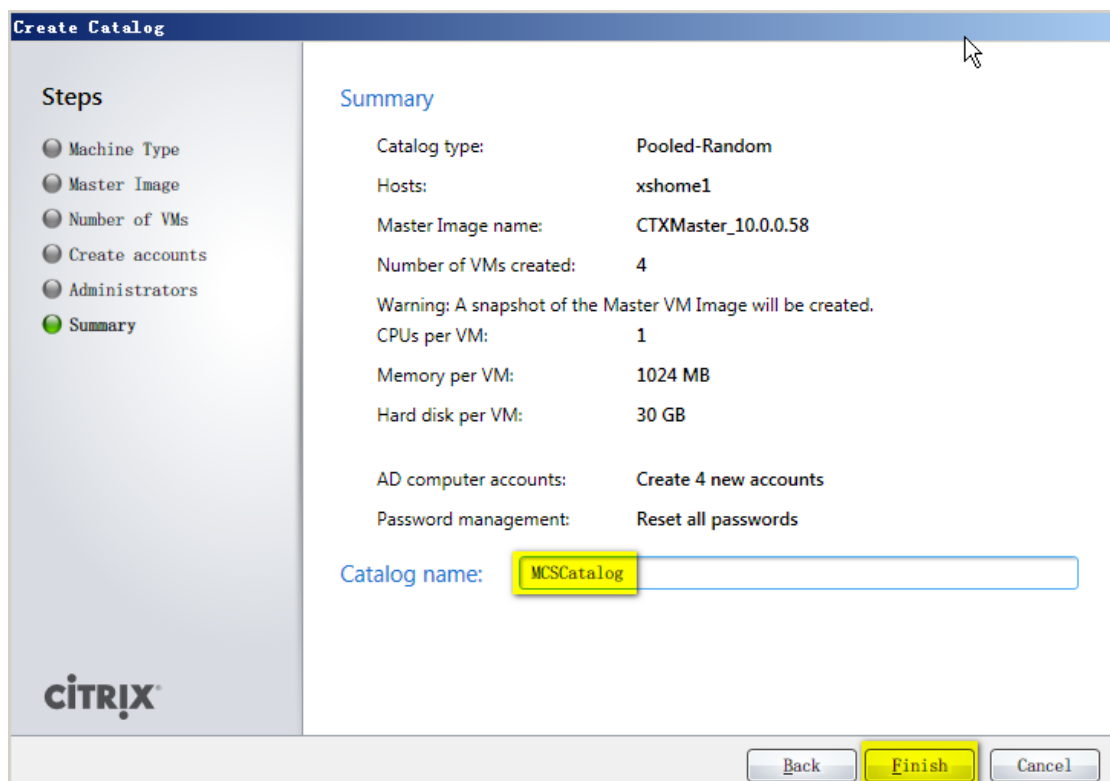 Create Catalog
Steps
Machine Type
Master Image
Number of VMs
Create accounts
Administrators
Summary
CİTRIX
Summary
Catalog type: Pooled-Random
Hosts: xshome1
Master Image name: CTXMaster_10.0.0.58
Number of VMs created: 4
Warning: A snapshot of the Master VM Image will be created.
CPUs per VM: 1
Memory per VM: 1024 MB
Hard disk per VM: 30 GB
AD computer accounts: Create 4 new accounts
Password management: Reset all passwords
Catalog name: MCSCatalog
Back Finish Cancel